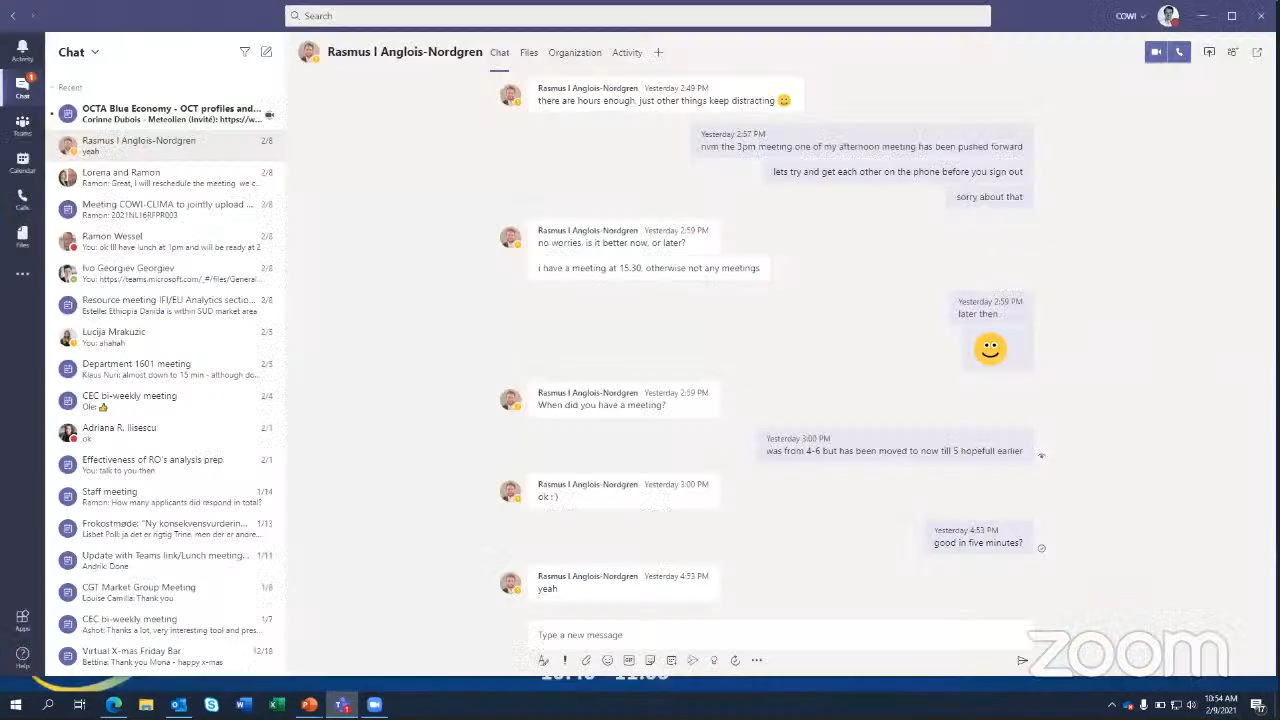 Search
COWI
Activity
Chat
1
Teams
Calendar
Calls
Files
Apps
Help
Chat
Recent
OCTA Blue Economy - OCT profiles and...
Corinne Dubois - Meteolien (Invité): https://w...
Rasmus I Anglois-Nordgren 2/8
yeah
Lorena and Ramon 2/8
Ramon: Great, I will reschedule the meeting we c...
Meeting COWI-CLIMA to jointly upload ... 2/8
Ramon: 2021NLI6RFPR003
Ramon Wessel 2/8
You: ok Ill have lunch at 1pm and will be ready at 2
Ivo Georgiev Georgiev 2/8
You: https://teams.microsoft.com/_#/files/General...
Resource meeting IFI/EU Analytics sectio... 2/8
Estelle: Ethiopia Danida is within SUD market area
Lucija Mrakuzic 2/5
You: ahahah
Department 1601 meeting 2/5
Klaus Nuri: almost down to 15 min - although do...
CEC bi-weekly meeting 2/4
Ole: 👍
Adriana R. Ilisescu 2/1
ok
Effectiveness of RO's analysis prep 2/1
You: talk to you then
Staff meeting 1/14
Ramon: How many applicants did respond in total?
Frokostmøde: "Ny konsekvensvurderin... 1/13
Lisbet Poll: ja det er rigtig Trine, men der er andre...
Update with Teams link/Lunch meeting... 1/11
Andrik: Done
CGT Market Group Meeting 1/8
Louise Camilla: Thank you
CEC bi-weekly meeting 1/7
Ashot: Thanks a lot, very interesting tool and pres...
Virtual X-mas Friday Bar 12/18
Bettina: Thank you Mona - happy x-mas
Rasmus I Anglois-Nordgren Chat Files Organization Activity
Rasmus I Anglois-Nordgren Yesterday 2:49 PM
there are hours enough, just other things keep distracting 🙂
Yesterday 2:57 PM
nvm the 3pm meeting one of my afternoon meeting has been pushed forward
lets try and get each other on the phone before you sign out
sorry about that
Rasmus I Anglois-Nordgren Yesterday 2:59 PM
no worries, is it better now, or later?
i have a meeting at 15.30, otherwise not any meetings
Yesterday 2:59 PM
later then
Rasmus I Anglois-Nordgren Yesterday 2:59 PM
When did you have a meeting?
Yesterday 3:00 PM
was from 4-6 but has been moved to now till 5 hopefull earlier
Rasmus I Anglois-Nordgren Yesterday 3:00 PM
ok : )
Yesterday 4:53 PM
good in five minutes?
Rasmus I Anglois-Nordgren Yesterday 4:53 PM
yeah
Type a new message
GIF
zoom
10:54 AM
2/9/2021
17